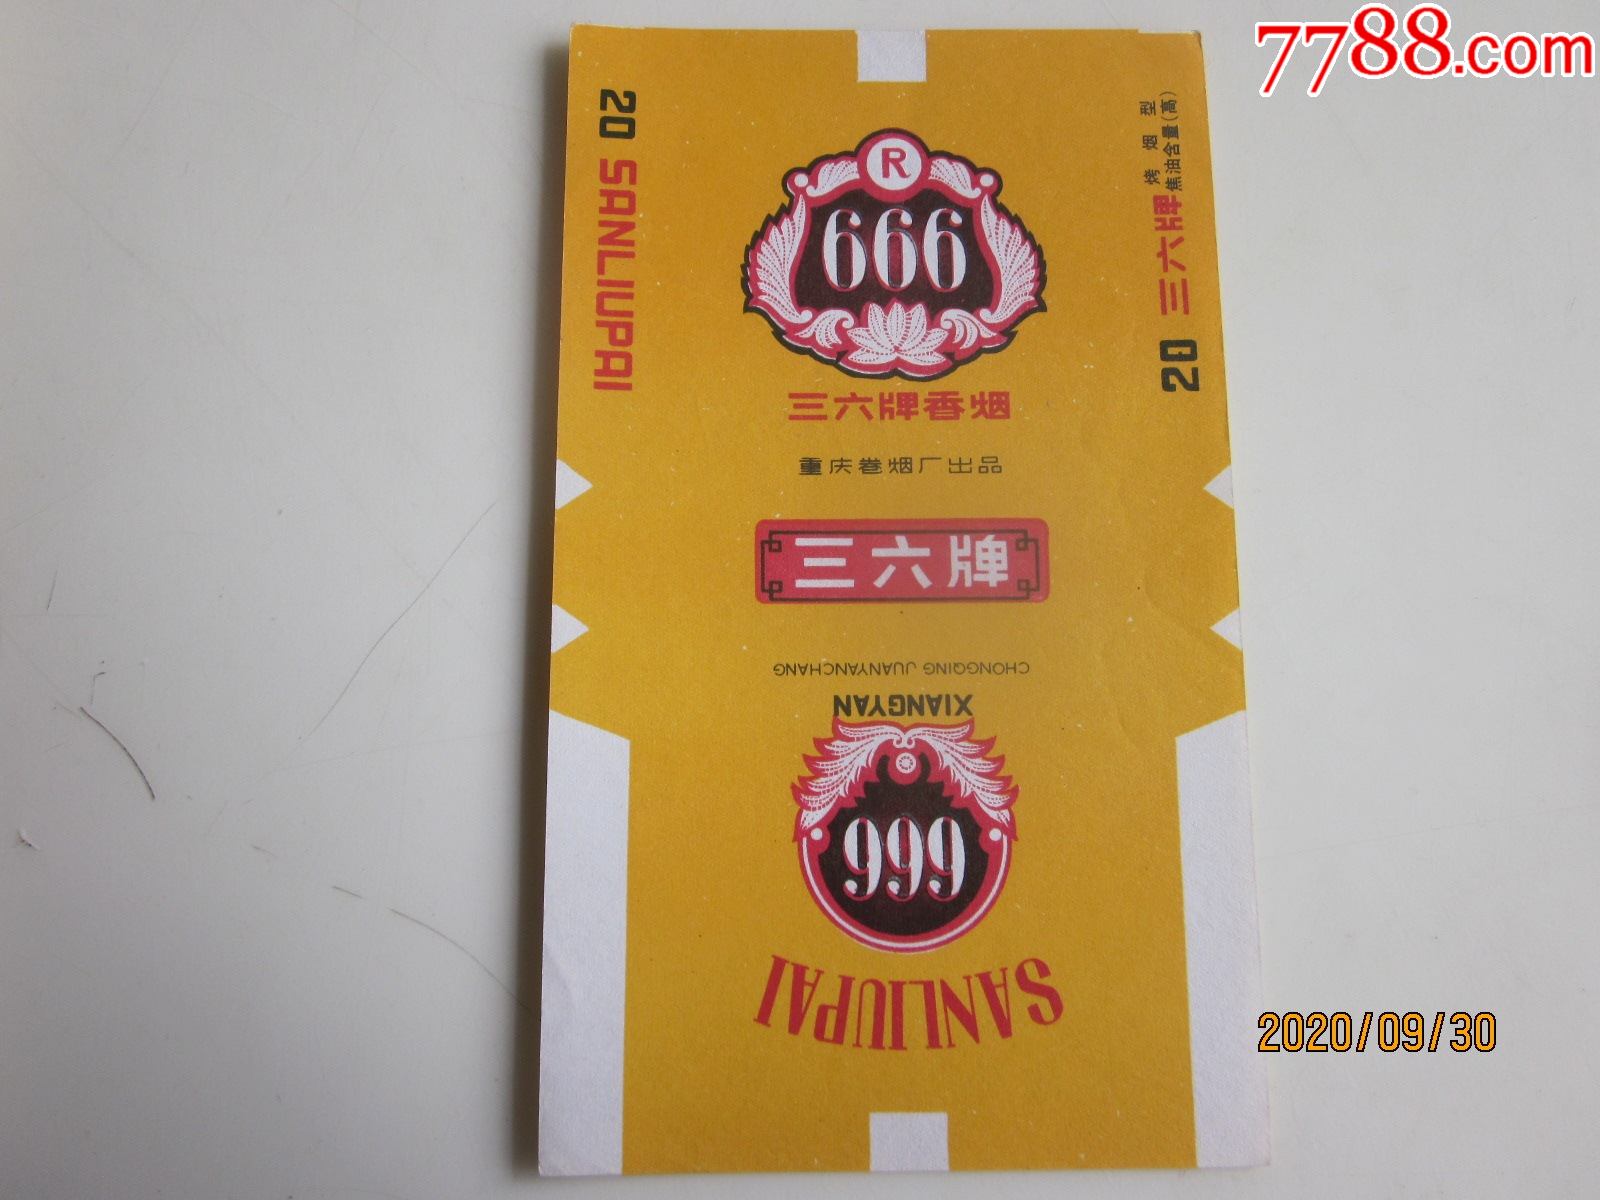 7788.com
20 SANLIUPAI
R
666
三六牌香烟
重庆卷烟厂出品
三六牌
CHONGQING JUANYANCHANG
XIANGYAN
666
SANLIUPAI
烤烟型
焦油含量(高)
20 三六牌
2020/09/30